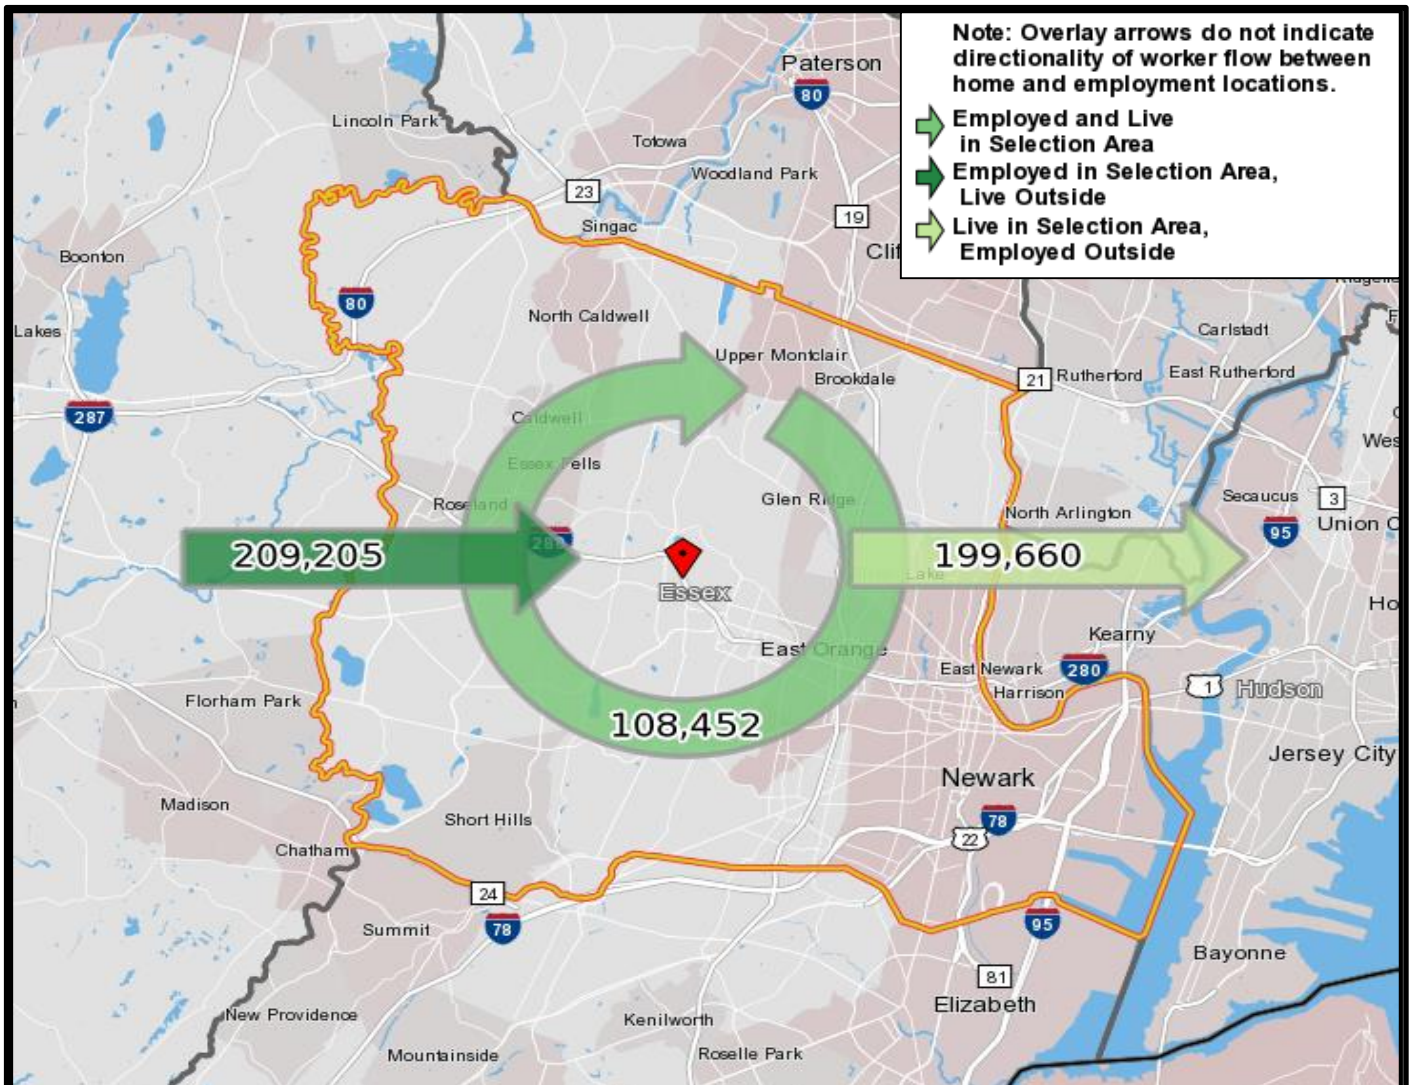 Note: Overlay arrows do not indicate
directionality of worker flow between
home and employment locations.
Employed and Live
in Selection Area
Employed in Selection Area,
Live Outside
Live in Selection Area,
Employed Outside
Paterson
80
Lincoln Park
Totowa
Woodland Park
23
19
Singac
Clif
Boonton
80
Lakes
North Caldwell
Carlstadt
Upper Montclair
Brookdale
21
Rutherford
East Rutherford
287
Caldwell
Wes
Essex Fells
Roseland
Glen Ridge
Secaucus
3
North Arlington
Union C
95
209,205
199,660
Essex
Lake
Ho
Kearny
East Orange
East Newark
280
Harrison
1
Hudson
Florham Park
108,452
Jersey City
Newark
Madison
Short Hills
78
22
Chatham
24
78
Summit
95
Bayonne
81
Elizabeth
New Providence
Kenilworth
Mountainside
Roselle Park